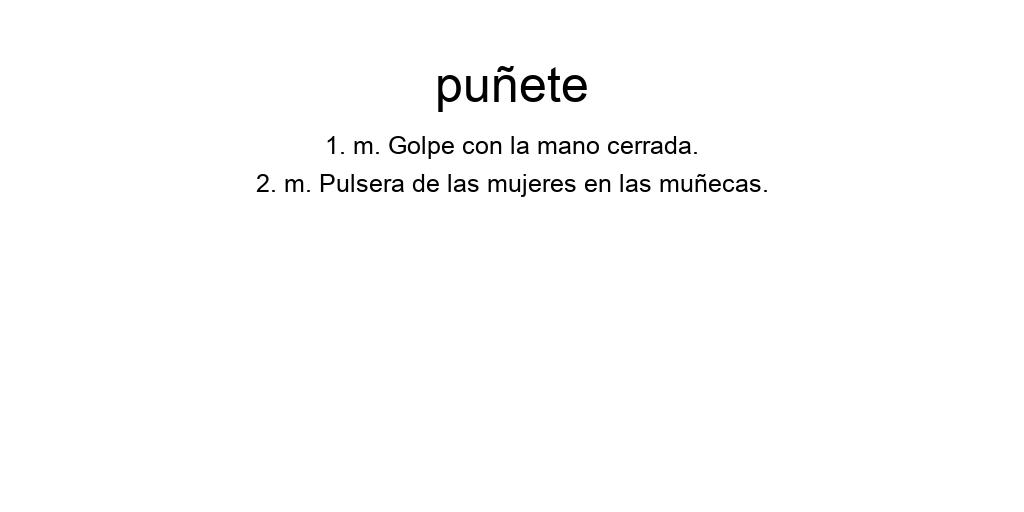 puñete
1. m. Golpe con la mano cerrada.
2. m. Pulsera de las mujeres en las muñecas.